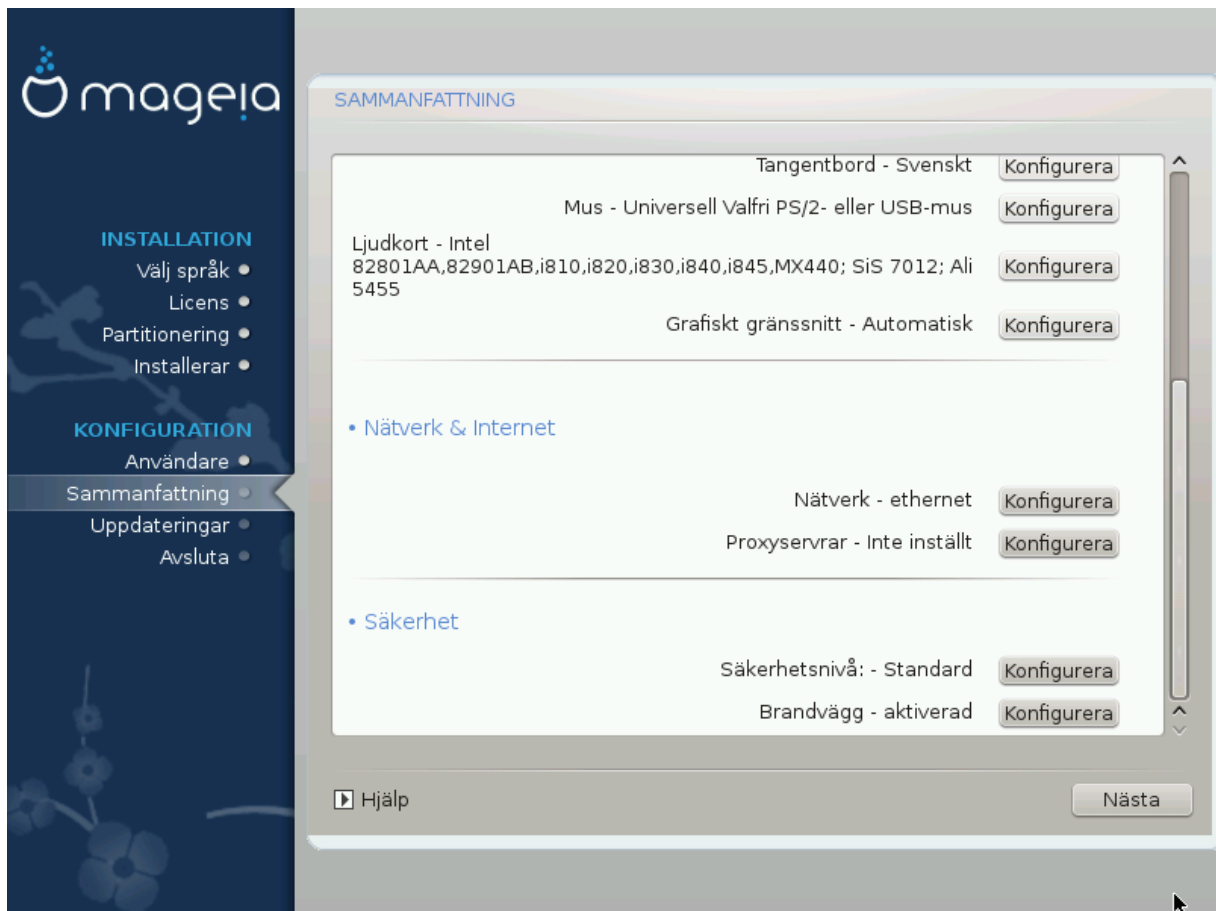 mageia
INSTALLATION
Välj språk
Licens
Partitionering
Installerar
KONFIGURATION
Användare
Sammanfattning
Uppdateringar
Avsluta
SAMMANFATTNING
Tangentbord - Svenskt Konfigurera
Mus - Universell Valfri PS/2- eller USB-mus Konfigurera
Ljudkort - Intel
82801AA,82901AB,i810,i820,i830,i840,i845,MX440; SiS 7012; Ali Konfigurera
5455
Grafiskt gränssnitt - Automatisk Konfigurera
• Nätverk & Internet
Nätverk - ethernet Konfigurera
Proxyservrar - Inte inställt Konfigurera
• Säkerhet
Säkerhetsnivå: - Standard Konfigurera
Brandvägg - aktiverad Konfigurera
Hjälp Nästa